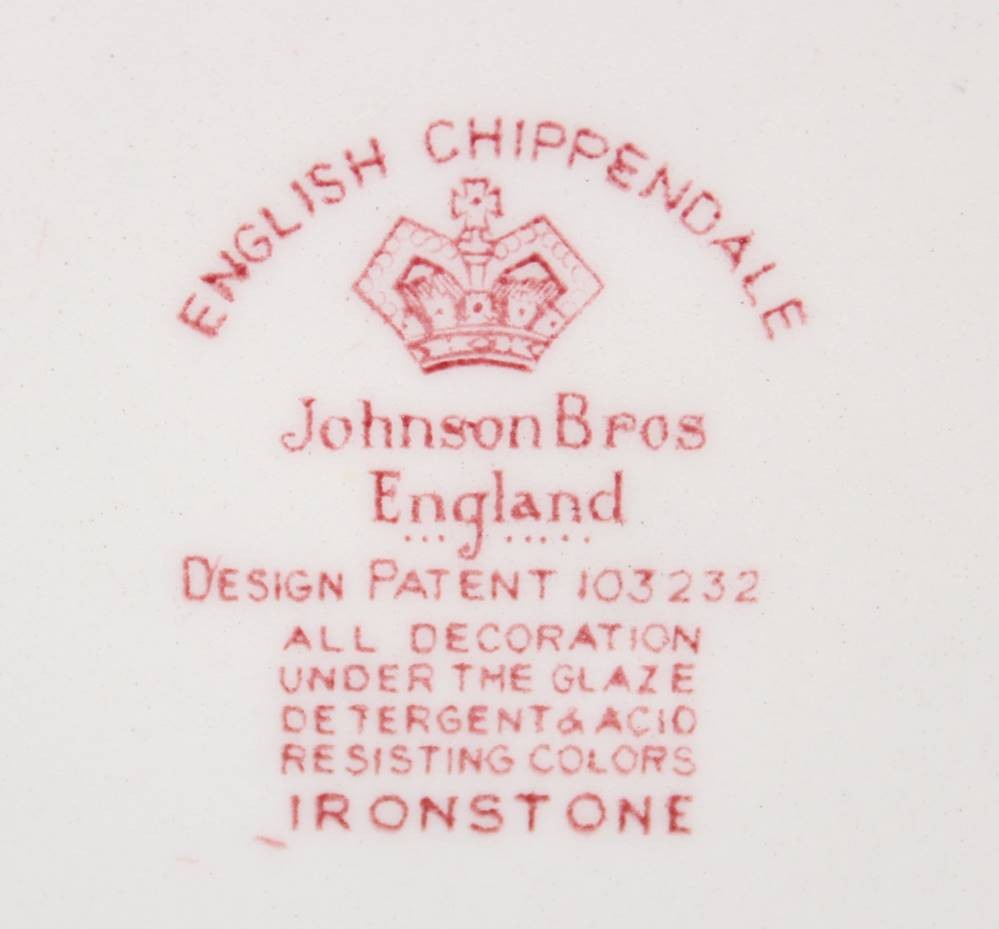 ENGLISH CHIPPENDALE
Johnson Bros
England
DESIGN PATENT 103232
ALL DECORATION
UNDER THE GLAZE
DETERGENT & ACID
RESISTING COLORS
IRONSTONE